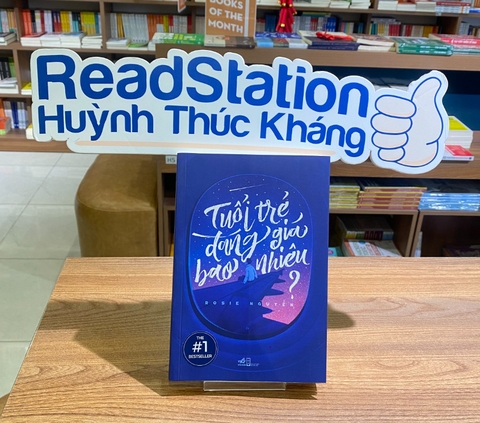 BOOKS
OF THE
MONTH
ReadStation
Huỳnh Thúc Kháng
Tuổi trẻ
đáng giá
bao nhiêu
?
ROSIE NGUYỄN
THE
#1
BESTSELLER